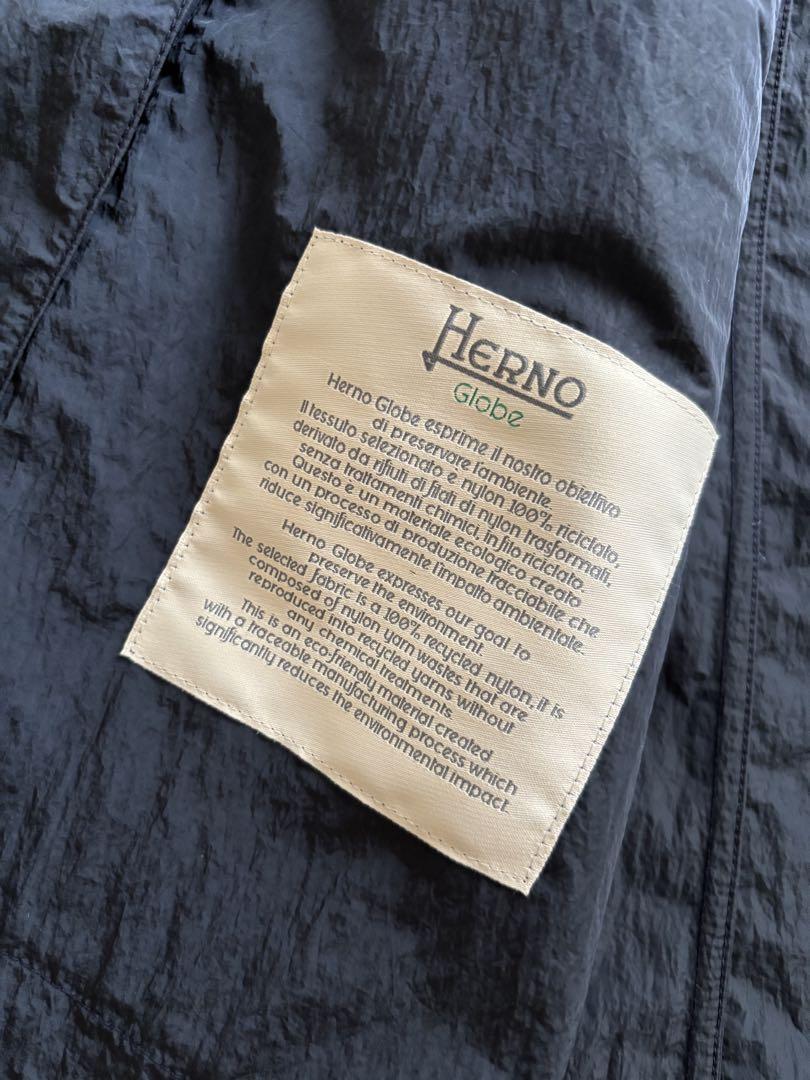 HERNO
Globe
Herno Globe esprime il nostro obiettivo
di preservare l'ambiente.
Il tessuto selezionato è nylon 100% riciclato,
derivato da rifiuti di filati di nylon trasformati,
senza trattamenti chimici, in filo riciclato.
Questo è un materiale ecologico creato
con un processo di produzione tracciabile che
riduce significativamente l'impatto ambientale.
Herno Globe expresses our goal to
preserve the environment.
The selected fabric is a 100% recycled nylon, it is
composed of nylon yarn wastes that are
reproduced into recycled yarns without
any chemical treatments.
This is an eco-friendly material created
with a traceable manufacturing process which
significantly reduces the environmental impact.